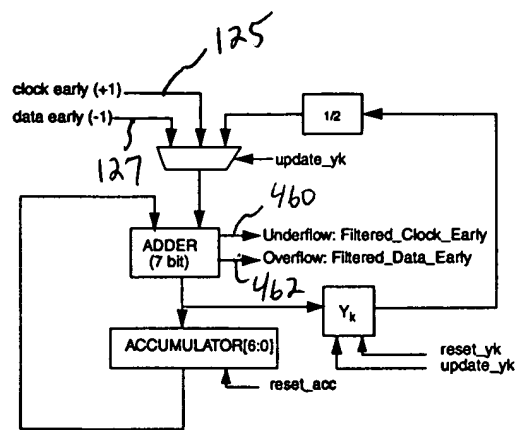 125
clock early (+1)
data early (-1)
127
1/2
update_yk
460
ADDER
(7 bit)
Underflow: Filtered_Clock_Early
Overflow: Filtered_Data_Early
462
Yk
ACCUMULATOR[6:0]
reset_yk
update_yk
reset_acc